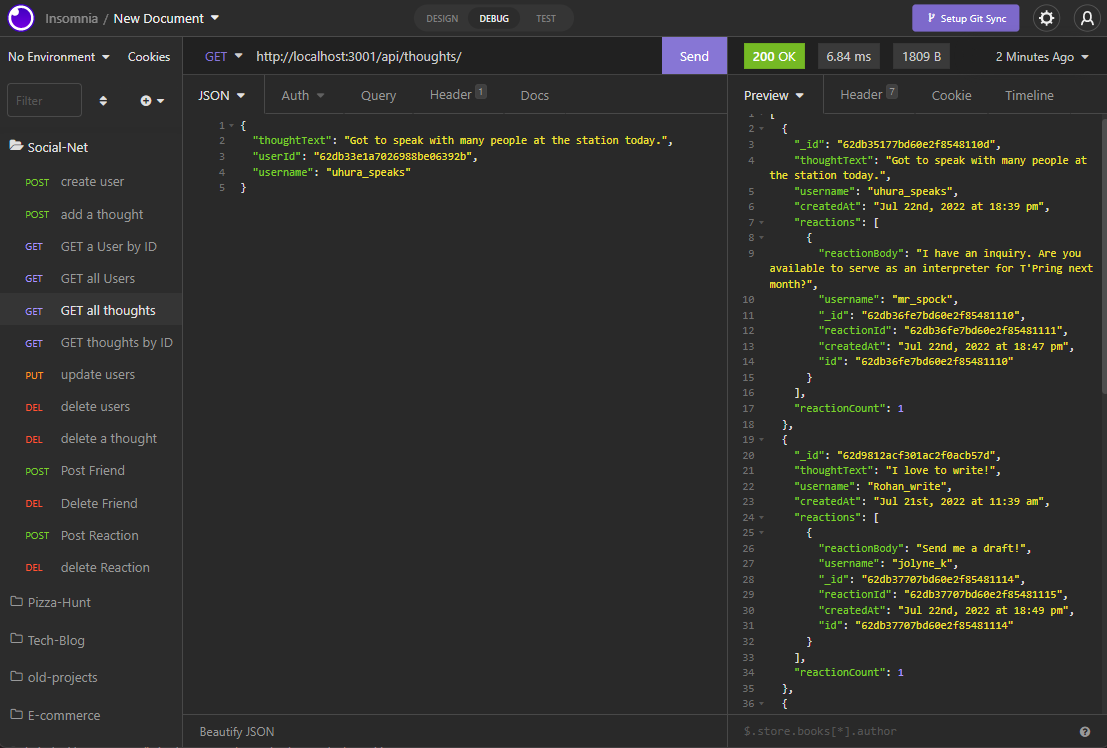 Insomnia / New Document
DESIGN
DEBUG
TEST
Setup Git Sync
No Environment
Cookies
Filter
Social-Net
POST create user
POST add a thought
GET GET a User by ID
GET GET all Users
GET GET all thoughts
GET GET thoughts by ID
PUT update users
DEL delete users
DEL delete a thought
POST Post Friend
DEL Delete Friend
POST Post Reaction
DEL delete Reaction
Pizza-Hunt
Tech-Blog
old-projects
E-commerce
GET http://localhost:3001/api/thoughts/
Send
JSON
Auth
Query
Header 1
Docs
1 {
2 "thoughtText": "Got to speak with many people at the station today.",
3 "userId": "62db33e1a7026988be06392b",
4 "username": "uhura_speaks"
5 }
Beautify JSON
200 OK
6.84 ms
1809 B
2 Minutes Ago
Preview
Header 7
Cookie
Timeline
1 [
2 {
3 "_id": "62db35177bd60e2f8548110d",
4 "thoughtText": "Got to speak with many people at
the station today.",
5 "username": "uhura_speaks",
6 "createdAt": "Jul 22nd, 2022 at 18:39 pm",
7 "reactions": [
8 {
9 "reactionBody": "I have an inquiry. Are you
available to serve as an interpreter for T'Pring next
month?",
10 "username": "mr_spock",
11 "_id": "62db36fe7bd60e2f85481110",
12 "reactionId": "62db36fe7bd60e2f85481111",
13 "createdAt": "Jul 22nd, 2022 at 18:47 pm",
14 "id": "62db36fe7bd60e2f85481110"
15 }
16 ],
17 "reactionCount": 1
18 },
19 {
20 "_id": "62d9812acf301ac2f0acb57d",
21 "thoughtText": "I love to write!",
22 "username": "Rohan_write",
23 "createdAt": "Jul 21st, 2022 at 11:39 am",
24 "reactions": [
25 {
26 "reactionBody": "Send me a draft!",
27 "username": "jolyne_k",
28 "_id": "62db37707bd60e2f85481114",
29 "reactionId": "62db37707bd60e2f85481115",
30 "createdAt": "Jul 22nd, 2022 at 18:49 pm",
31 "id": "62db37707bd60e2f85481114"
32 }
33 ],
34 "reactionCount": 1
35 },
36 {
$.store.books[*].author